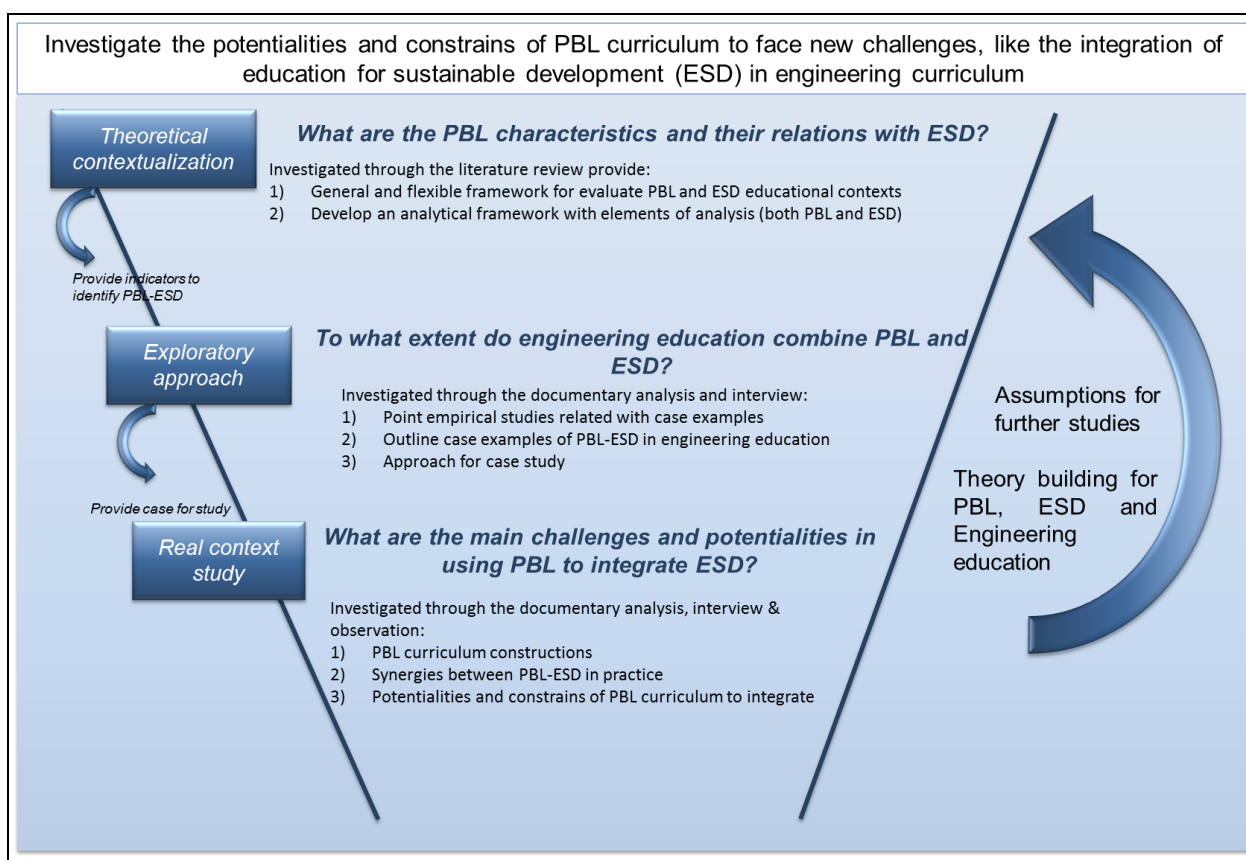 Investigate the potentialities and constrains of PBL curriculum to face new challenges, like the integration of
education for sustainable development (ESD) in engineering curriculum
Theoretical
contextualization
What are the PBL characteristics and their relations with ESD?
Investigated through the literature review provide:
1) General and flexible framework for evaluate PBL and ESD educational contexts
2) Develop an analytical framework with elements of analysis (both PBL and ESD)
Provide indicators to
identify PBL-ESD
Exploratory
approach
To what extent do engineering education combine PBL and
ESD?
Investigated through the documentary analysis and interview:
1) Point empirical studies related with case examples
2) Outline case examples of PBL-ESD in engineering education
3) Approach for case study
Provide case for study
Real context
study
What are the main challenges and potentialities in
using PBL to integrate ESD?
Investigated through the documentary analysis, interview &
observation:
1) PBL curriculum constructions
2) Synergies between PBL-ESD in practice
3) Potentialities and constrains of PBL curriculum to integrate
Assumptions for
further studies
Theory building for
PBL, ESD and
Engineering
education